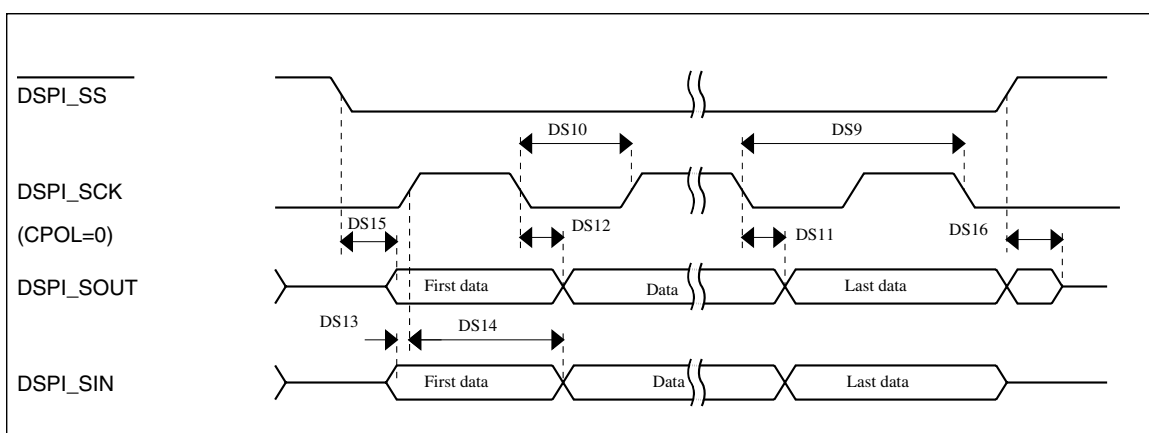 DSPI_SS
DS10
DS9
DSPI_SCK
(CPOL=0)
DS15
DS12
DS11
DS16
DSPI_SOUT
First data
Data
Last data
DS13
DS14
DSPI_SIN
First data
Data
Last data